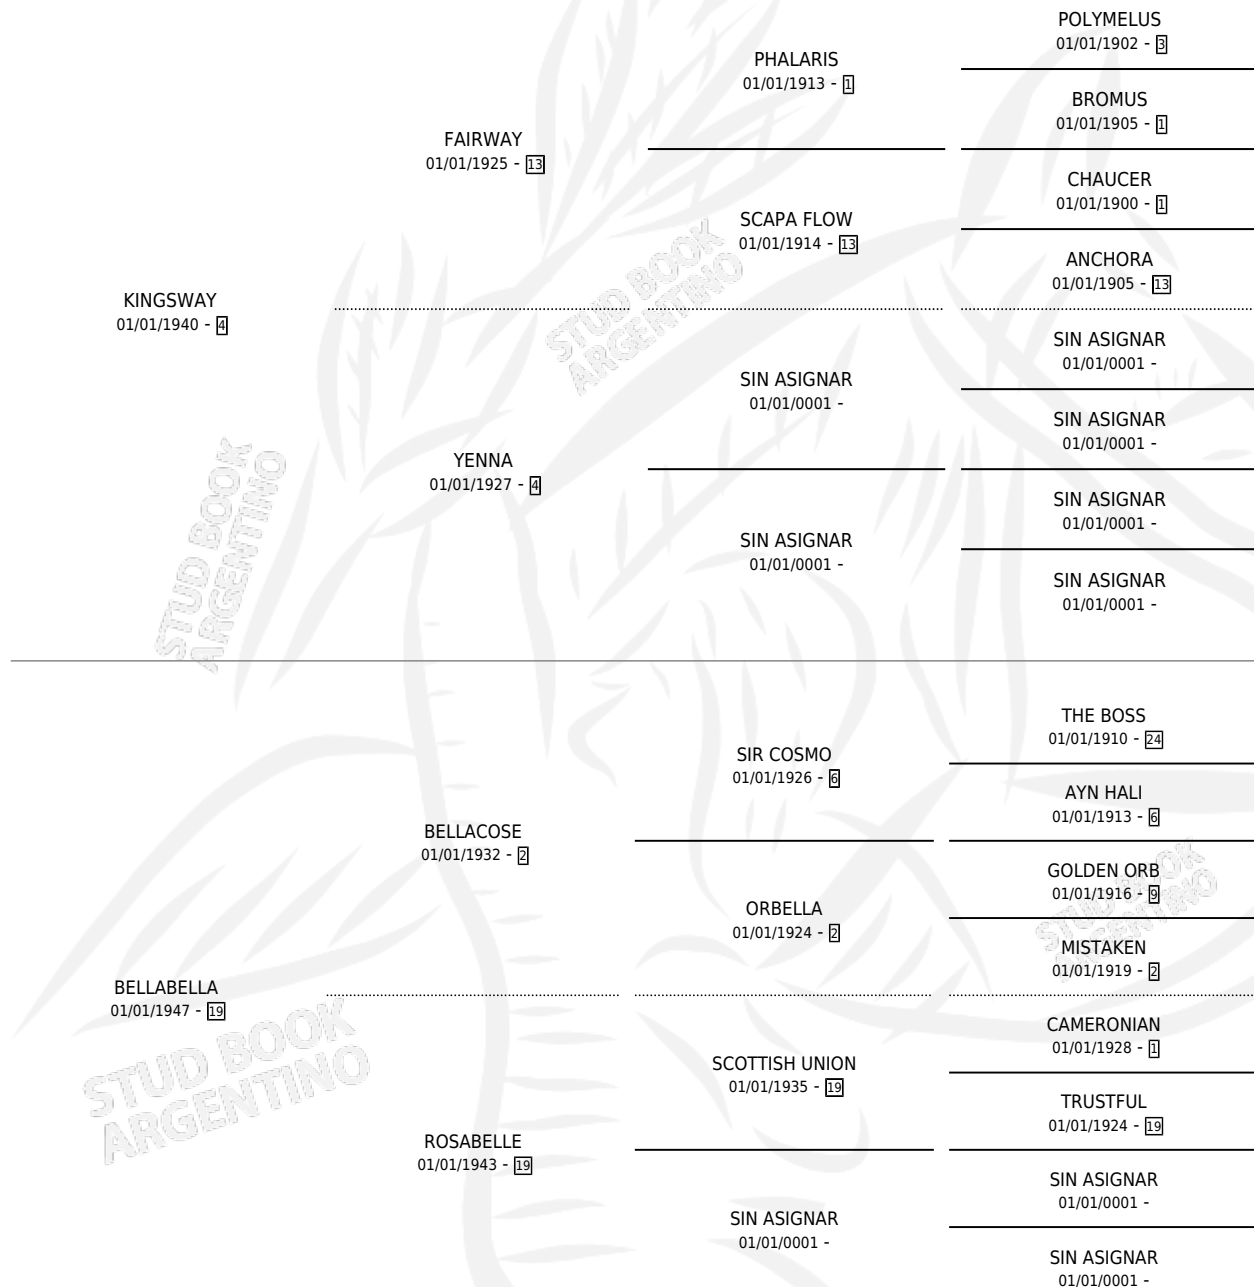 POLYMELUS
01/01/1902 - 3
PHALARIS
01/01/1913 - 1
BROMUS
01/01/1905 - 1
FAIRWAY
01/01/1925 - 13
CHAUCER
01/01/1900 - 1
SCAPA FLOW
01/01/1914 - 13
ANCHORA
01/01/1905 - 13
KINGSWAY
01/01/1940 - 4
SIN ASIGNAR
01/01/0001 -
SIN ASIGNAR
01/01/0001 -
SIN ASIGNAR
01/01/0001 -
YENNA
01/01/1927 - 4
SIN ASIGNAR
01/01/0001 -
SIN ASIGNAR
01/01/0001 -
SIN ASIGNAR
01/01/0001 -
STUD BOOK
ARGENTINO
STUD BOOK
ARGENTINO
THE BOSS
01/01/1910 - 24
SIR COSMO
01/01/1926 - 6
AYN HALI
01/01/1913 - 6
BELLACOSE
01/01/1932 - 2
GOLDEN ORB
01/01/1916 - 9
ORBELLA
01/01/1924 - 2
MISTAKEN
01/01/1919 - 2
BELLABELLA
01/01/1947 - 19
CAMERONIAN
01/01/1928 - 1
SCOTTISH UNION
01/01/1935 - 19
TRUSTFUL
01/01/1924 - 19
ROSABELLE
01/01/1943 - 19
SIN ASIGNAR
01/01/0001 -
SIN ASIGNAR
01/01/0001 -
SIN ASIGNAR
01/01/0001 -
STUD BOOK
ARGENTINO
STUD BOOK
ARGENTINO